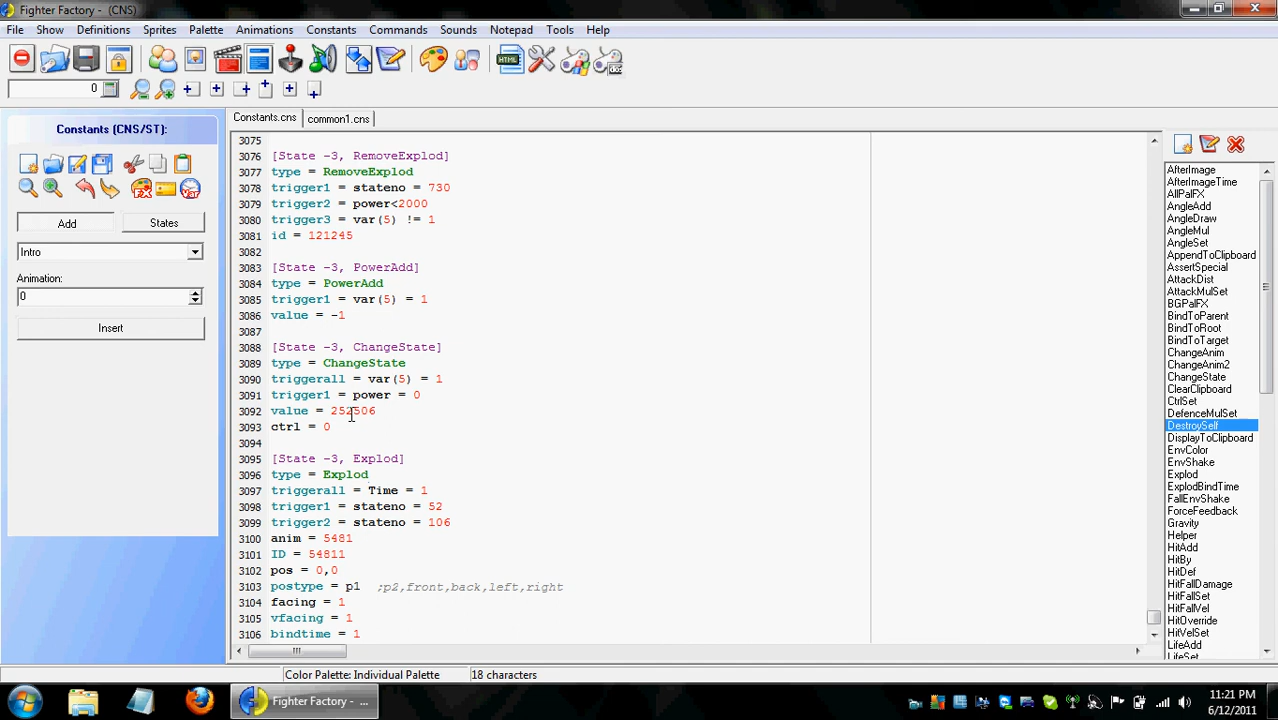 Fighter Factory - (CNS)
File Show Definitions Sprites Palette Animations Constants Commands Sounds Notepad Tools Help
0
Constants (CNS/ST):
Add States
Intro
Animation:
0
Insert
Constants.cns common1.cns
3075
3076 [State -3, RemoveExplod]
3077 type = RemoveExplod
3078 trigger1 = stateno = 730
3079 trigger2 = power<2000
3080 trigger3 = var(5) != 1
3081 id = 121245
3082
3083 [State -3, PowerAdd]
3084 type = PowerAdd
3085 trigger1 = var(5) = 1
3086 value = -1
3087
3088 [State -3, ChangeState]
3089 type = ChangeState
3090 triggerall = var(5) = 1
3091 trigger1 = power = 0
3092 value = 252506
3093 ctrl = 0
3094
3095 [State -3, Explod]
3096 type = Explod
3097 triggerall = Time = 1
3098 trigger1 = stateno = 52
3099 trigger2 = stateno = 106
3100 anim = 5481
3101 ID = 54811
3102 pos = 0,0
3103 postype = p1 ;p2,front,back,left,right
3104 facing = 1
3105 vfacing = 1
3106 bindtime = 1
AfterImage
AfterImageTime
AllPalFX
AngleAdd
AngleDraw
AngleMul
AngleSet
AppendToClipboard
AssertSpecial
AttackDist
AttackMulSet
BGPalFX
BindToParent
BindToRoot
BindToTarget
ChangeAnim
ChangeAnim2
ChangeState
ClearClipboard
CtrlSet
DefenceMulSet
DestroySelf
DisplayToClipboard
EnvColor
EnvShake
Explod
ExplodBindTime
FallEnvShake
ForceFeedback
Gravity
Helper
HitAdd
HitBy
HitDef
HitFallDamage
HitFallSet
HitFallVel
HitOverride
HitVelSet
LifeAdd
LifeSet
Color Palette: Individual Palette 18 characters
Fighter Factory - ...
11:21 PM
6/12/2011